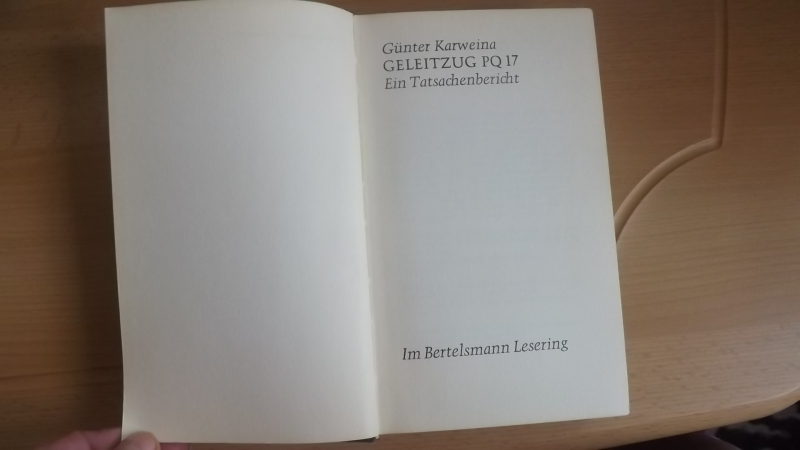 Günter Karweina
GELEITZUG PQ 17
Ein Tatsachenbericht
Im Bertelsmann Lesering